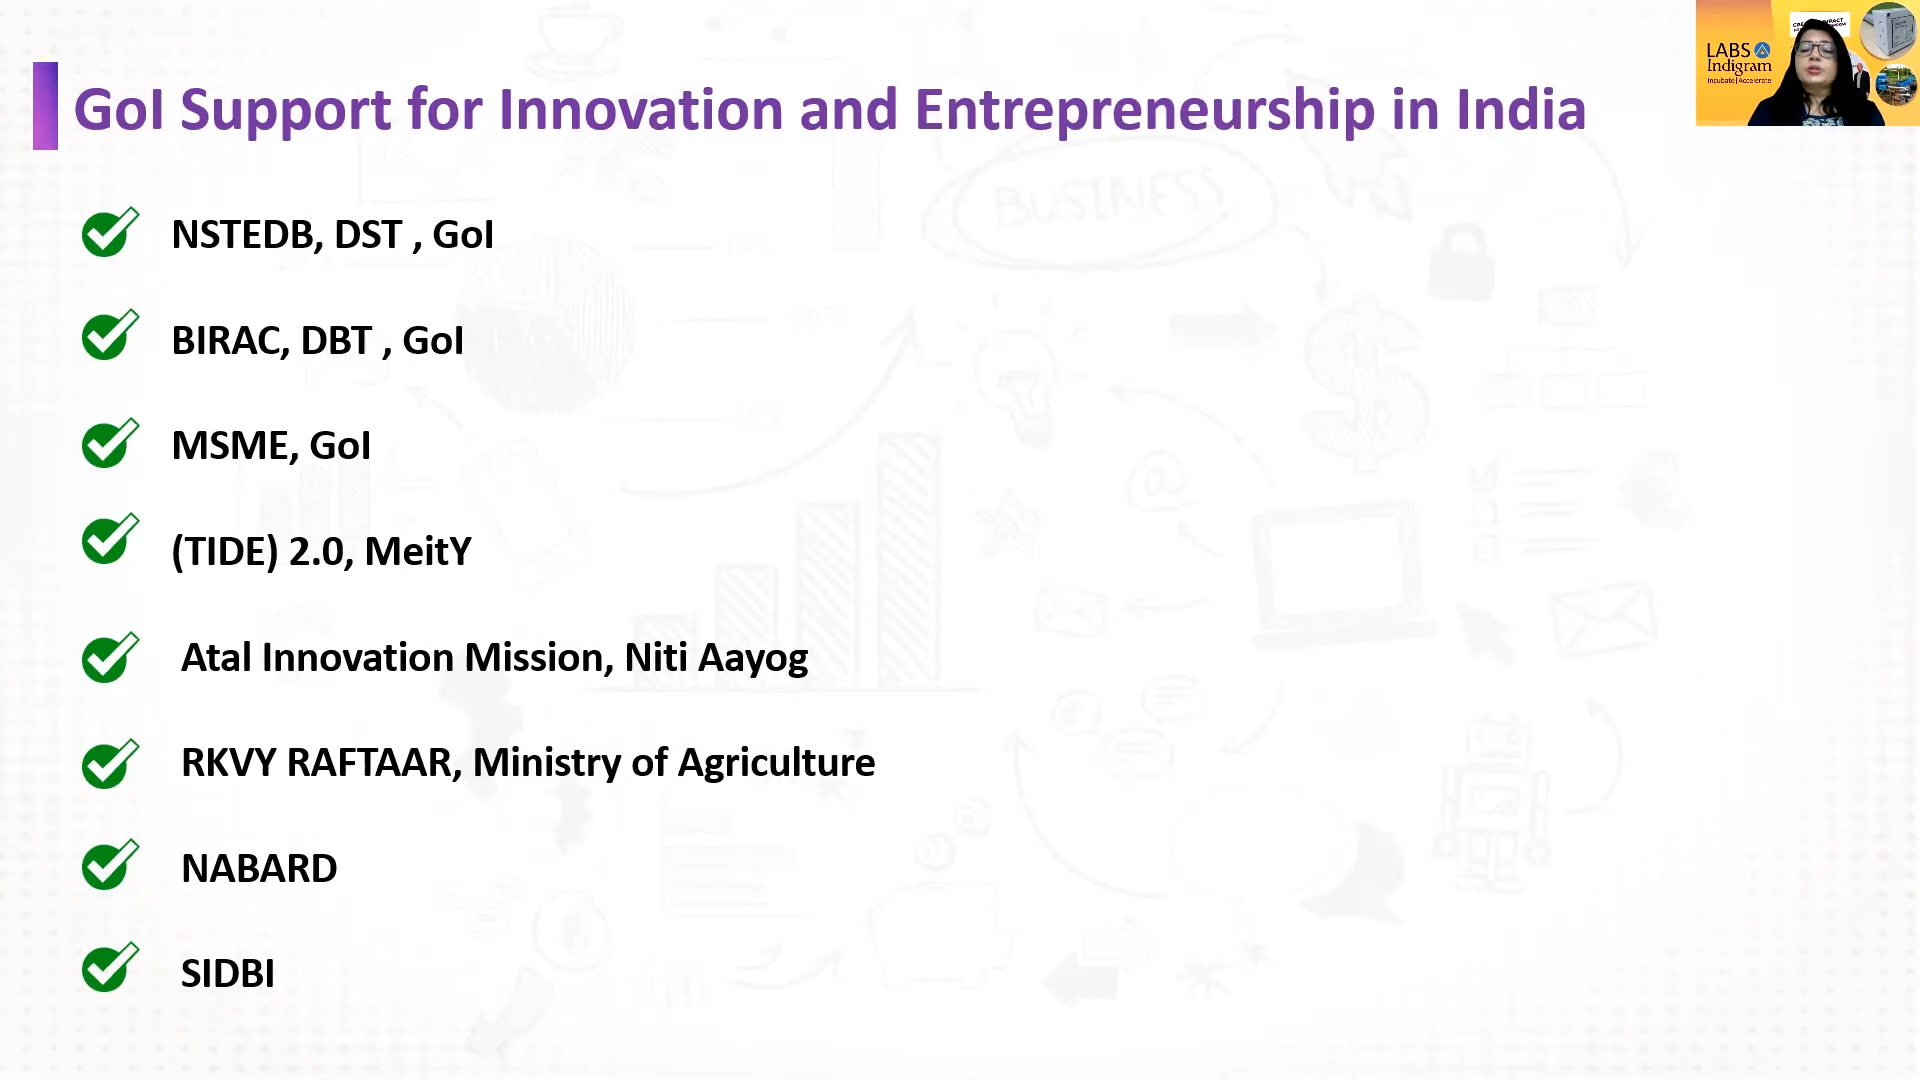 GoI Support for Innovation and Entrepreneurship in India
LABS
Indigram
Incubate|Accelerate
BUSINESS
NSTEDB, DST , GoI
BIRAC, DBT , GoI
MSME, GoI
(TIDE) 2.0, MeitY
Atal Innovation Mission, Niti Aayog
RKVY RAFTAAR, Ministry of Agriculture
NABARD
SIDBI